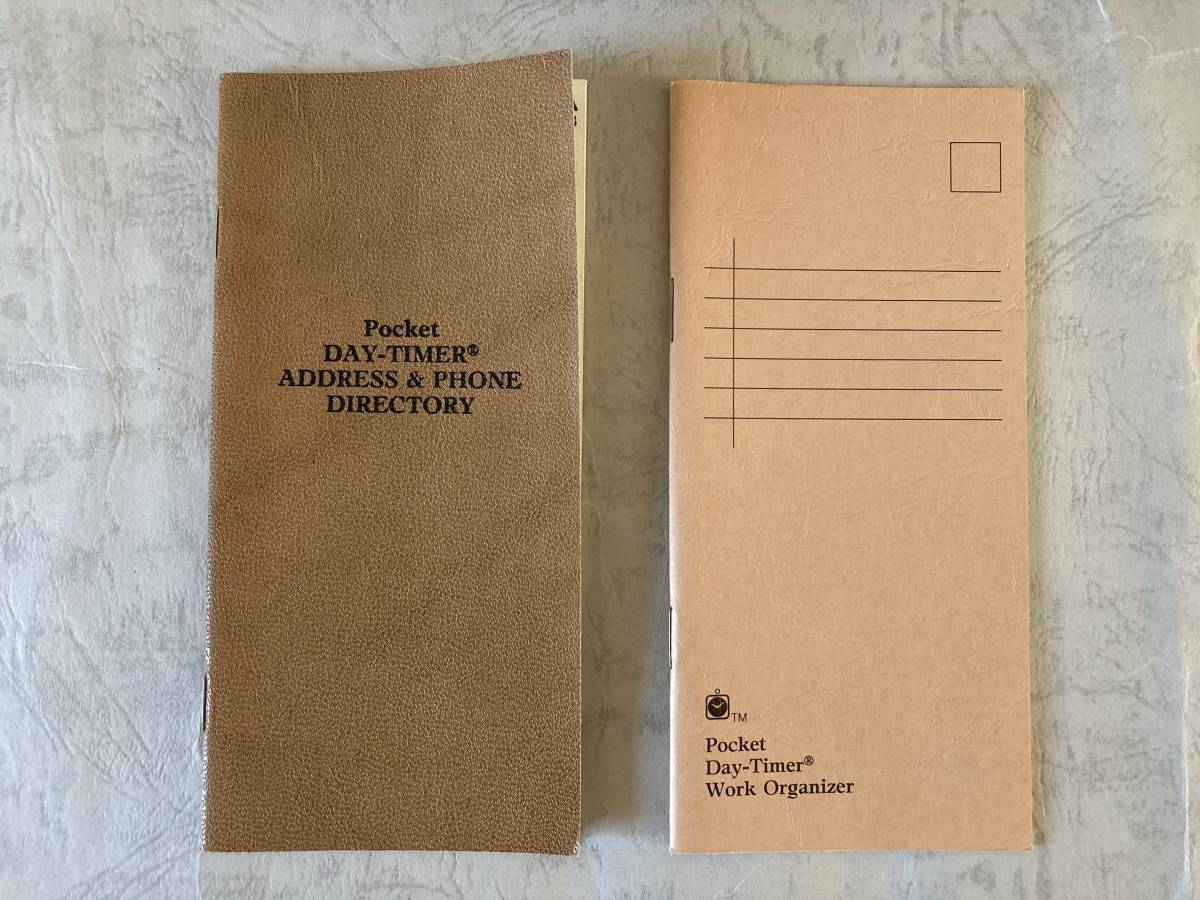 Pocket
DAY-TIMER®
ADDRESS & PHONE
DIRECTORY
TM
Pocket
Day-Timer®
Work Organizer